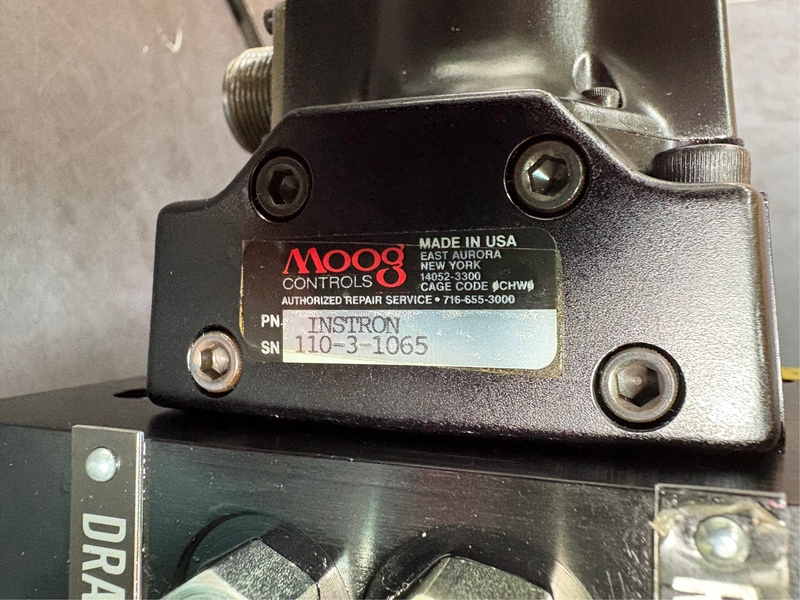 Moog
CONTROLS
MADE IN USA
EAST AURORA
NEW YORK
14052-3300
CAGE CODE ØCHWØ
AUTHORIZED REPAIR SERVICE • 716-655-3000
PN INSTRON
SN 110-3-1065
DRA